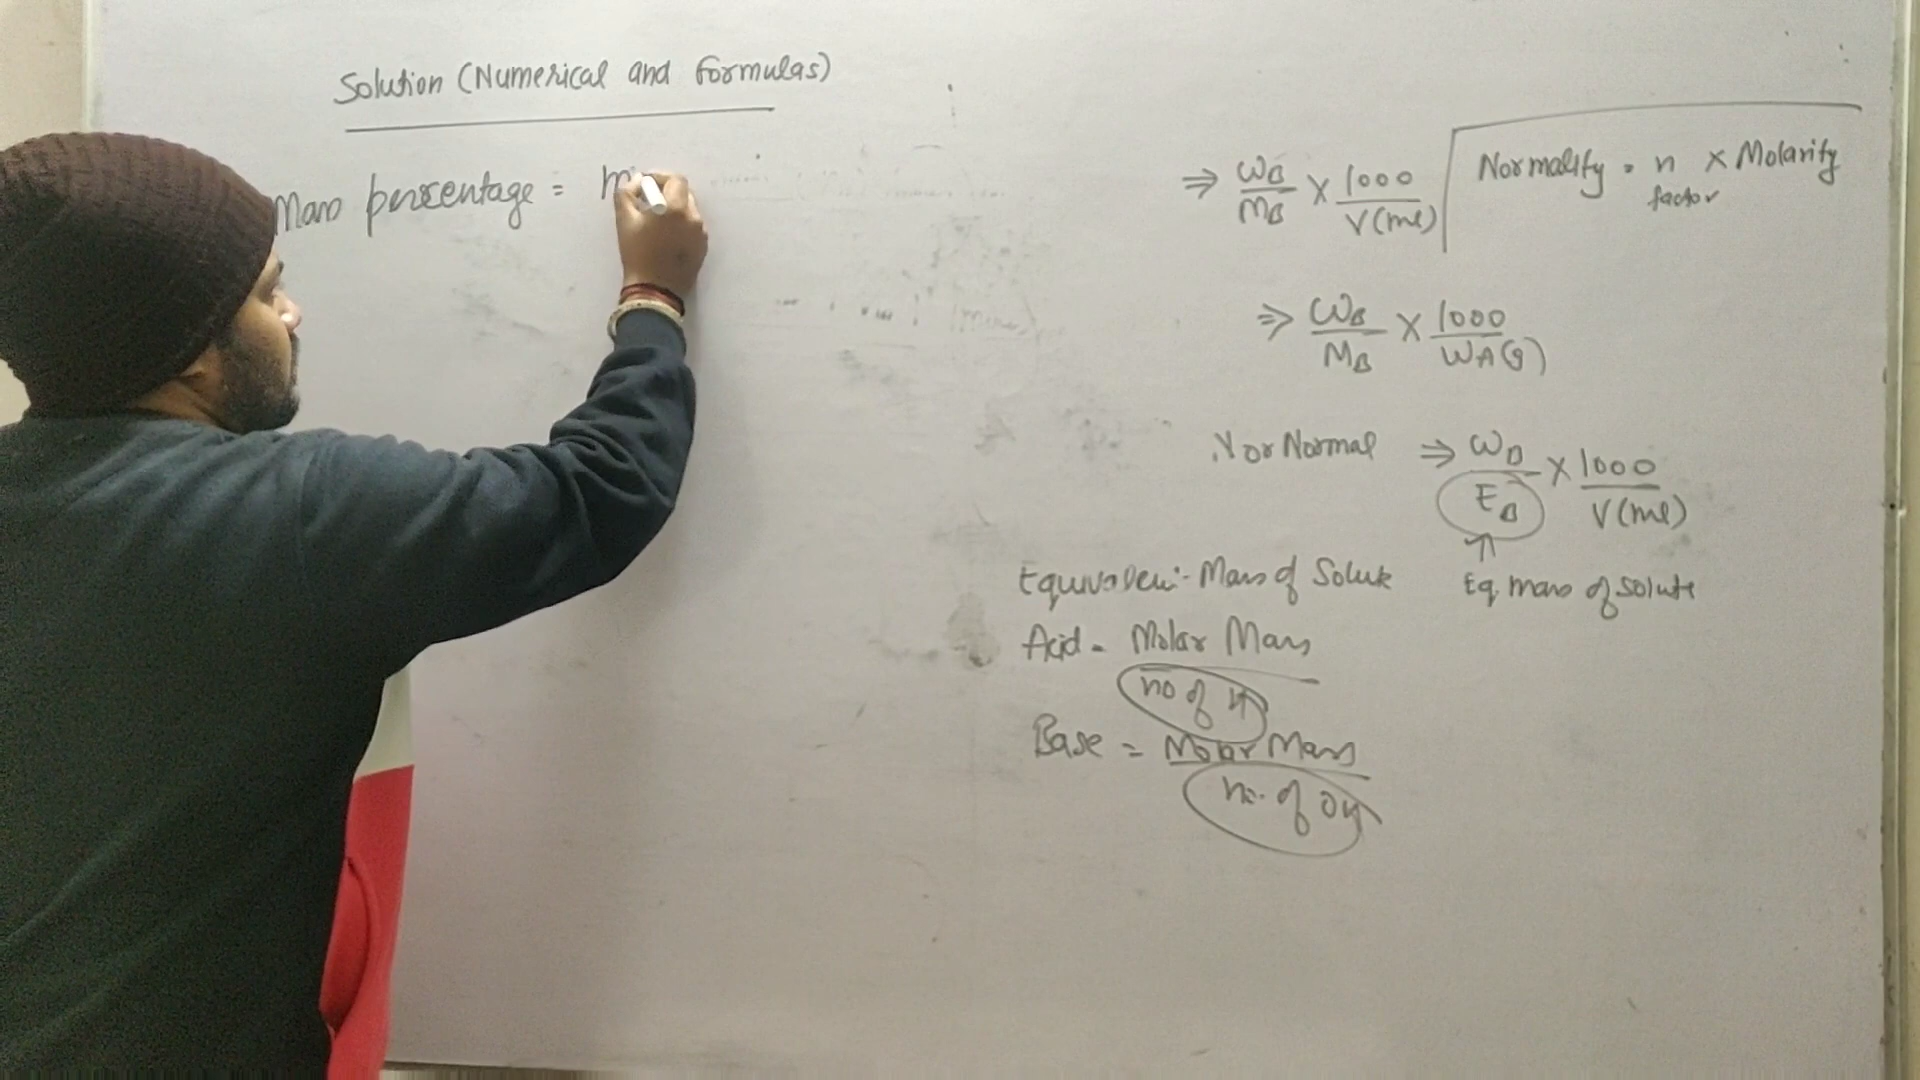 Solution (Numerical and Formulas)
Mass percentage = m
⇒ WB/MB × 1000/V(ml)
Normality = n factor × Molarity
⇒ WB/MB × 1000/WA(g)
N or Normal ⇒ WB/EB × 1000/V(ml)
Eq. mass of solute
Equivalent Mass of Solute
Acid = Molar Mass
no of H
Base = Molar Mass
no. of OH